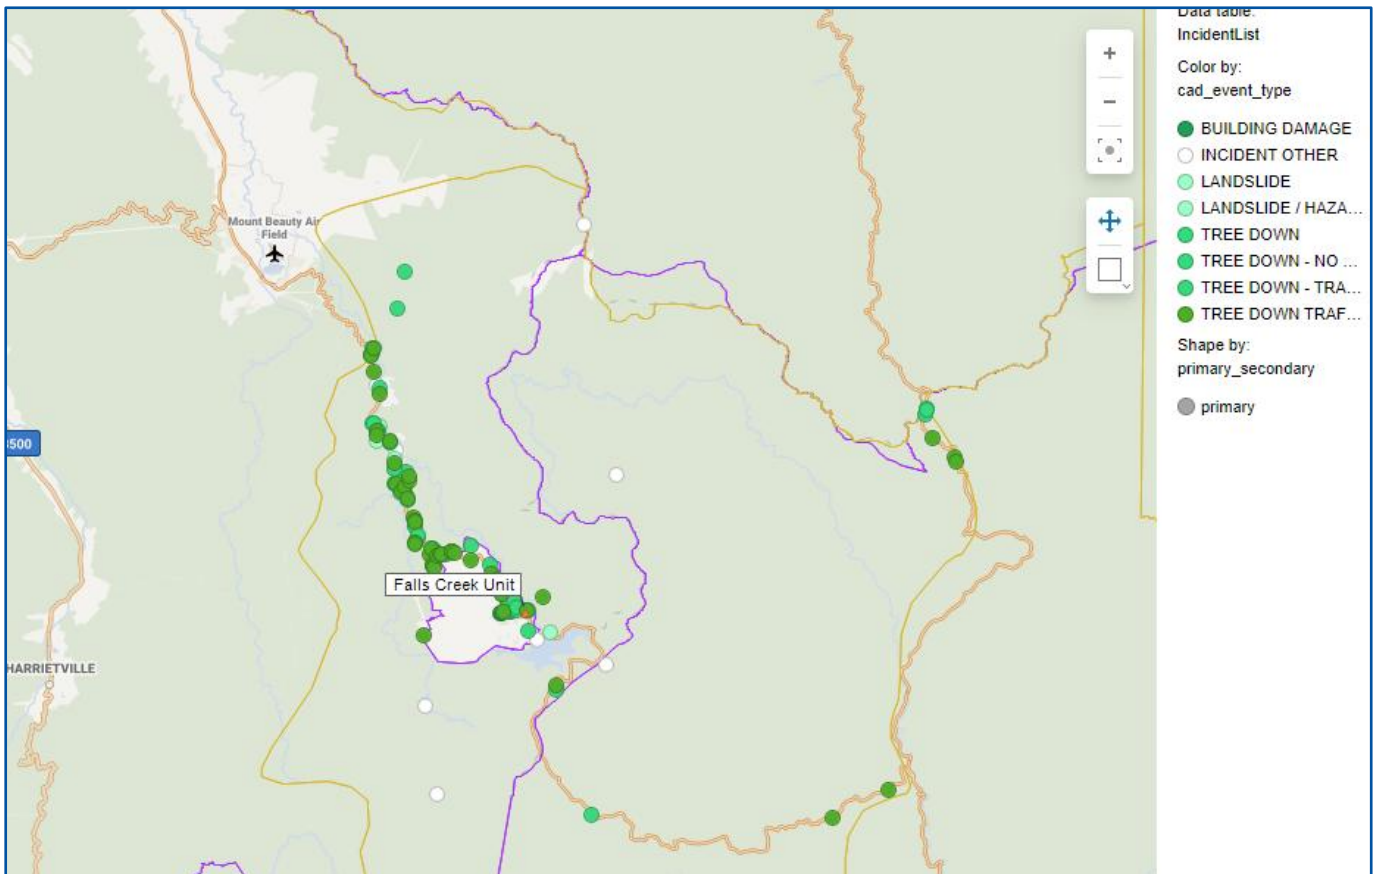 Data table:
IncidentList
Color by:
cad_event_type
BUILDING DAMAGE
INCIDENT OTHER
LANDSLIDE
LANDSLIDE / HAZA...
TREE DOWN
TREE DOWN - NO ...
TREE DOWN - TRA...
TREE DOWN TRAF...
Shape by:
primary_secondary
primary
Mount Beauty Air
Field
Falls Creek Unit
HARRIETVILLE